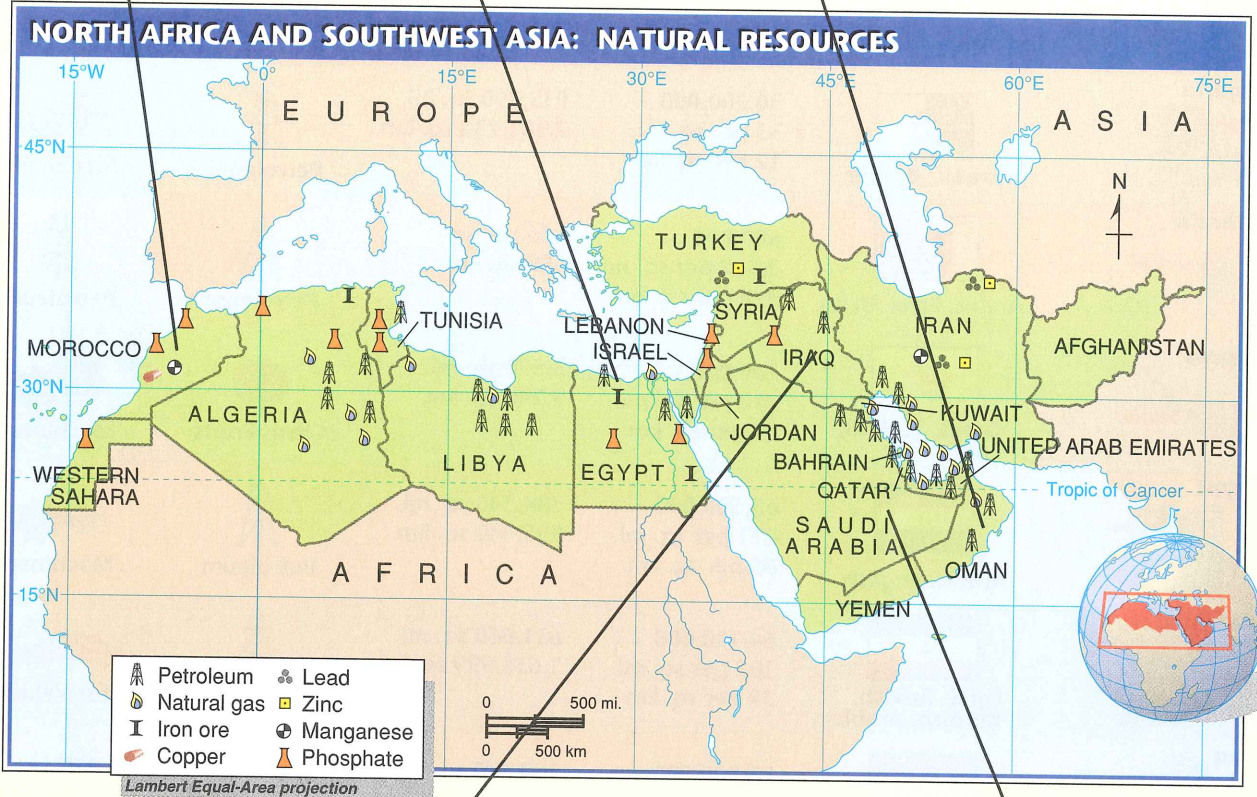 NORTH AFRICA AND SOUTHWEST ASIA: NATURAL RESOURCES
15°W 0° 15°E 30°E 45°E 60°E 75°E
EUROPE
ASIA
45°N
N
TURKEY
TUNISIA
LEBANON
SYRIA
IRAN
MOROCCO
ISRAEL
IRAQ
AFGHANISTAN
30°N
ALGERIA
JORDAN
KUWAIT
LIBYA
EGYPT
BAHRAIN
UNITED ARAB EMIRATES
WESTERN
SAHARA
QATAR
Tropic of Cancer
SAUDI
ARABIA
AFRICA
OMAN
15°N
YEMEN
Petroleum
Natural gas
Iron ore
Copper
Lead
Zinc
Manganese
Phosphate
0 500 mi.
0 500 km
Lambert Equal-Area projection